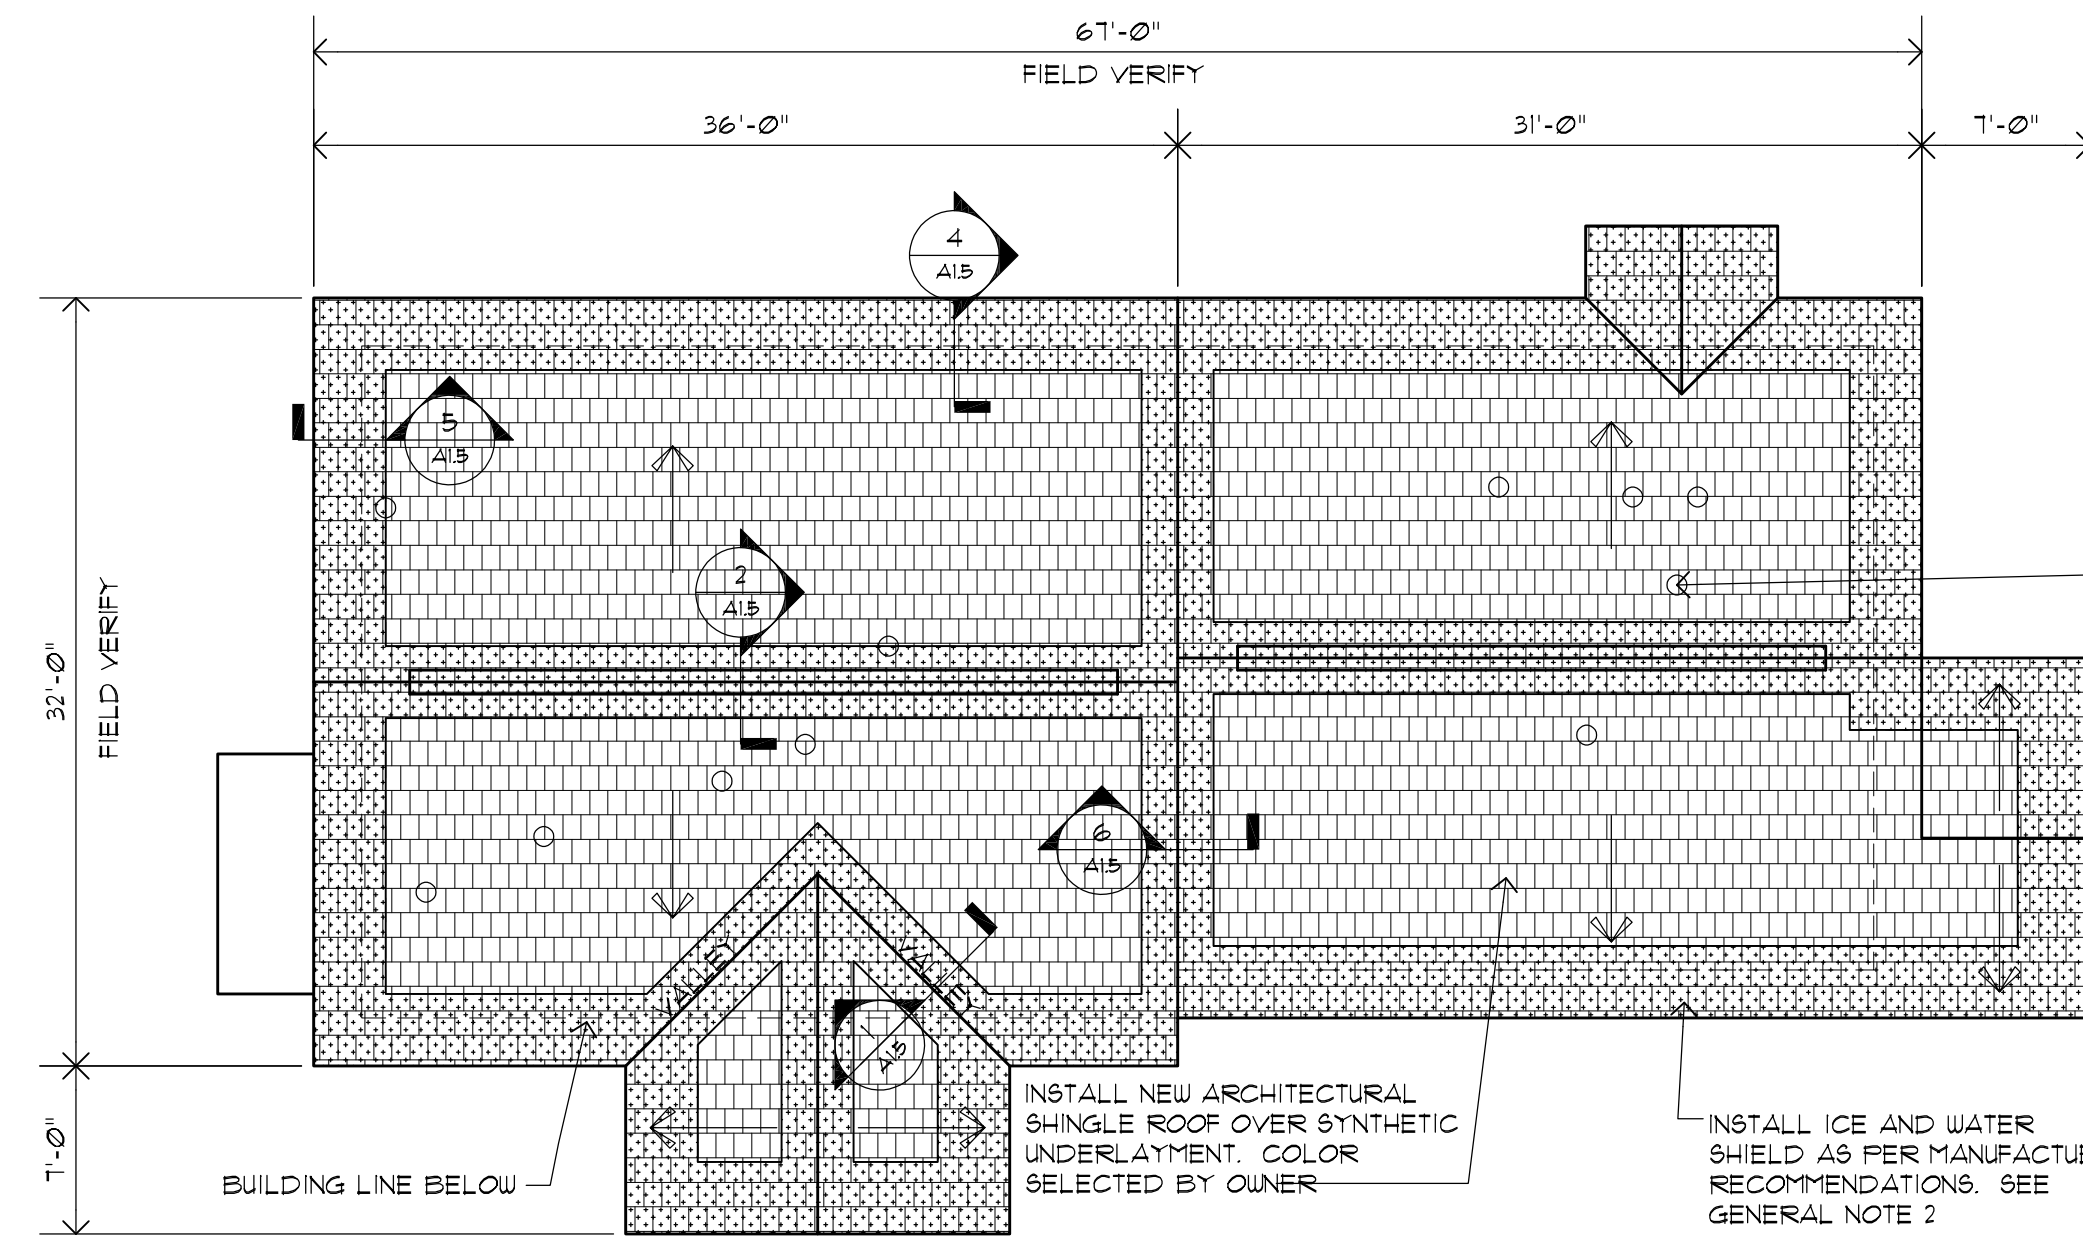 67'-0"
FIELD VERIFY
36'-0"
31'-0"
7'-0"
4
A1.5
5
A1.5
2
A1.5
32'-0"
FIELD VERIFY
6
A1.5
VALLEY
VALLEY
1
A1.5
7'-0"
BUILDING LINE BELOW
INSTALL NEW ARCHITECTURAL
SHINGLE ROOF OVER SYNTHETIC
UNDERLAYMENT. COLOR
SELECTED BY OWNER
INSTALL ICE AND WATER
SHIELD AS PER MANUFACTU
RECOMMENDATIONS. SEE
GENERAL NOTE 2